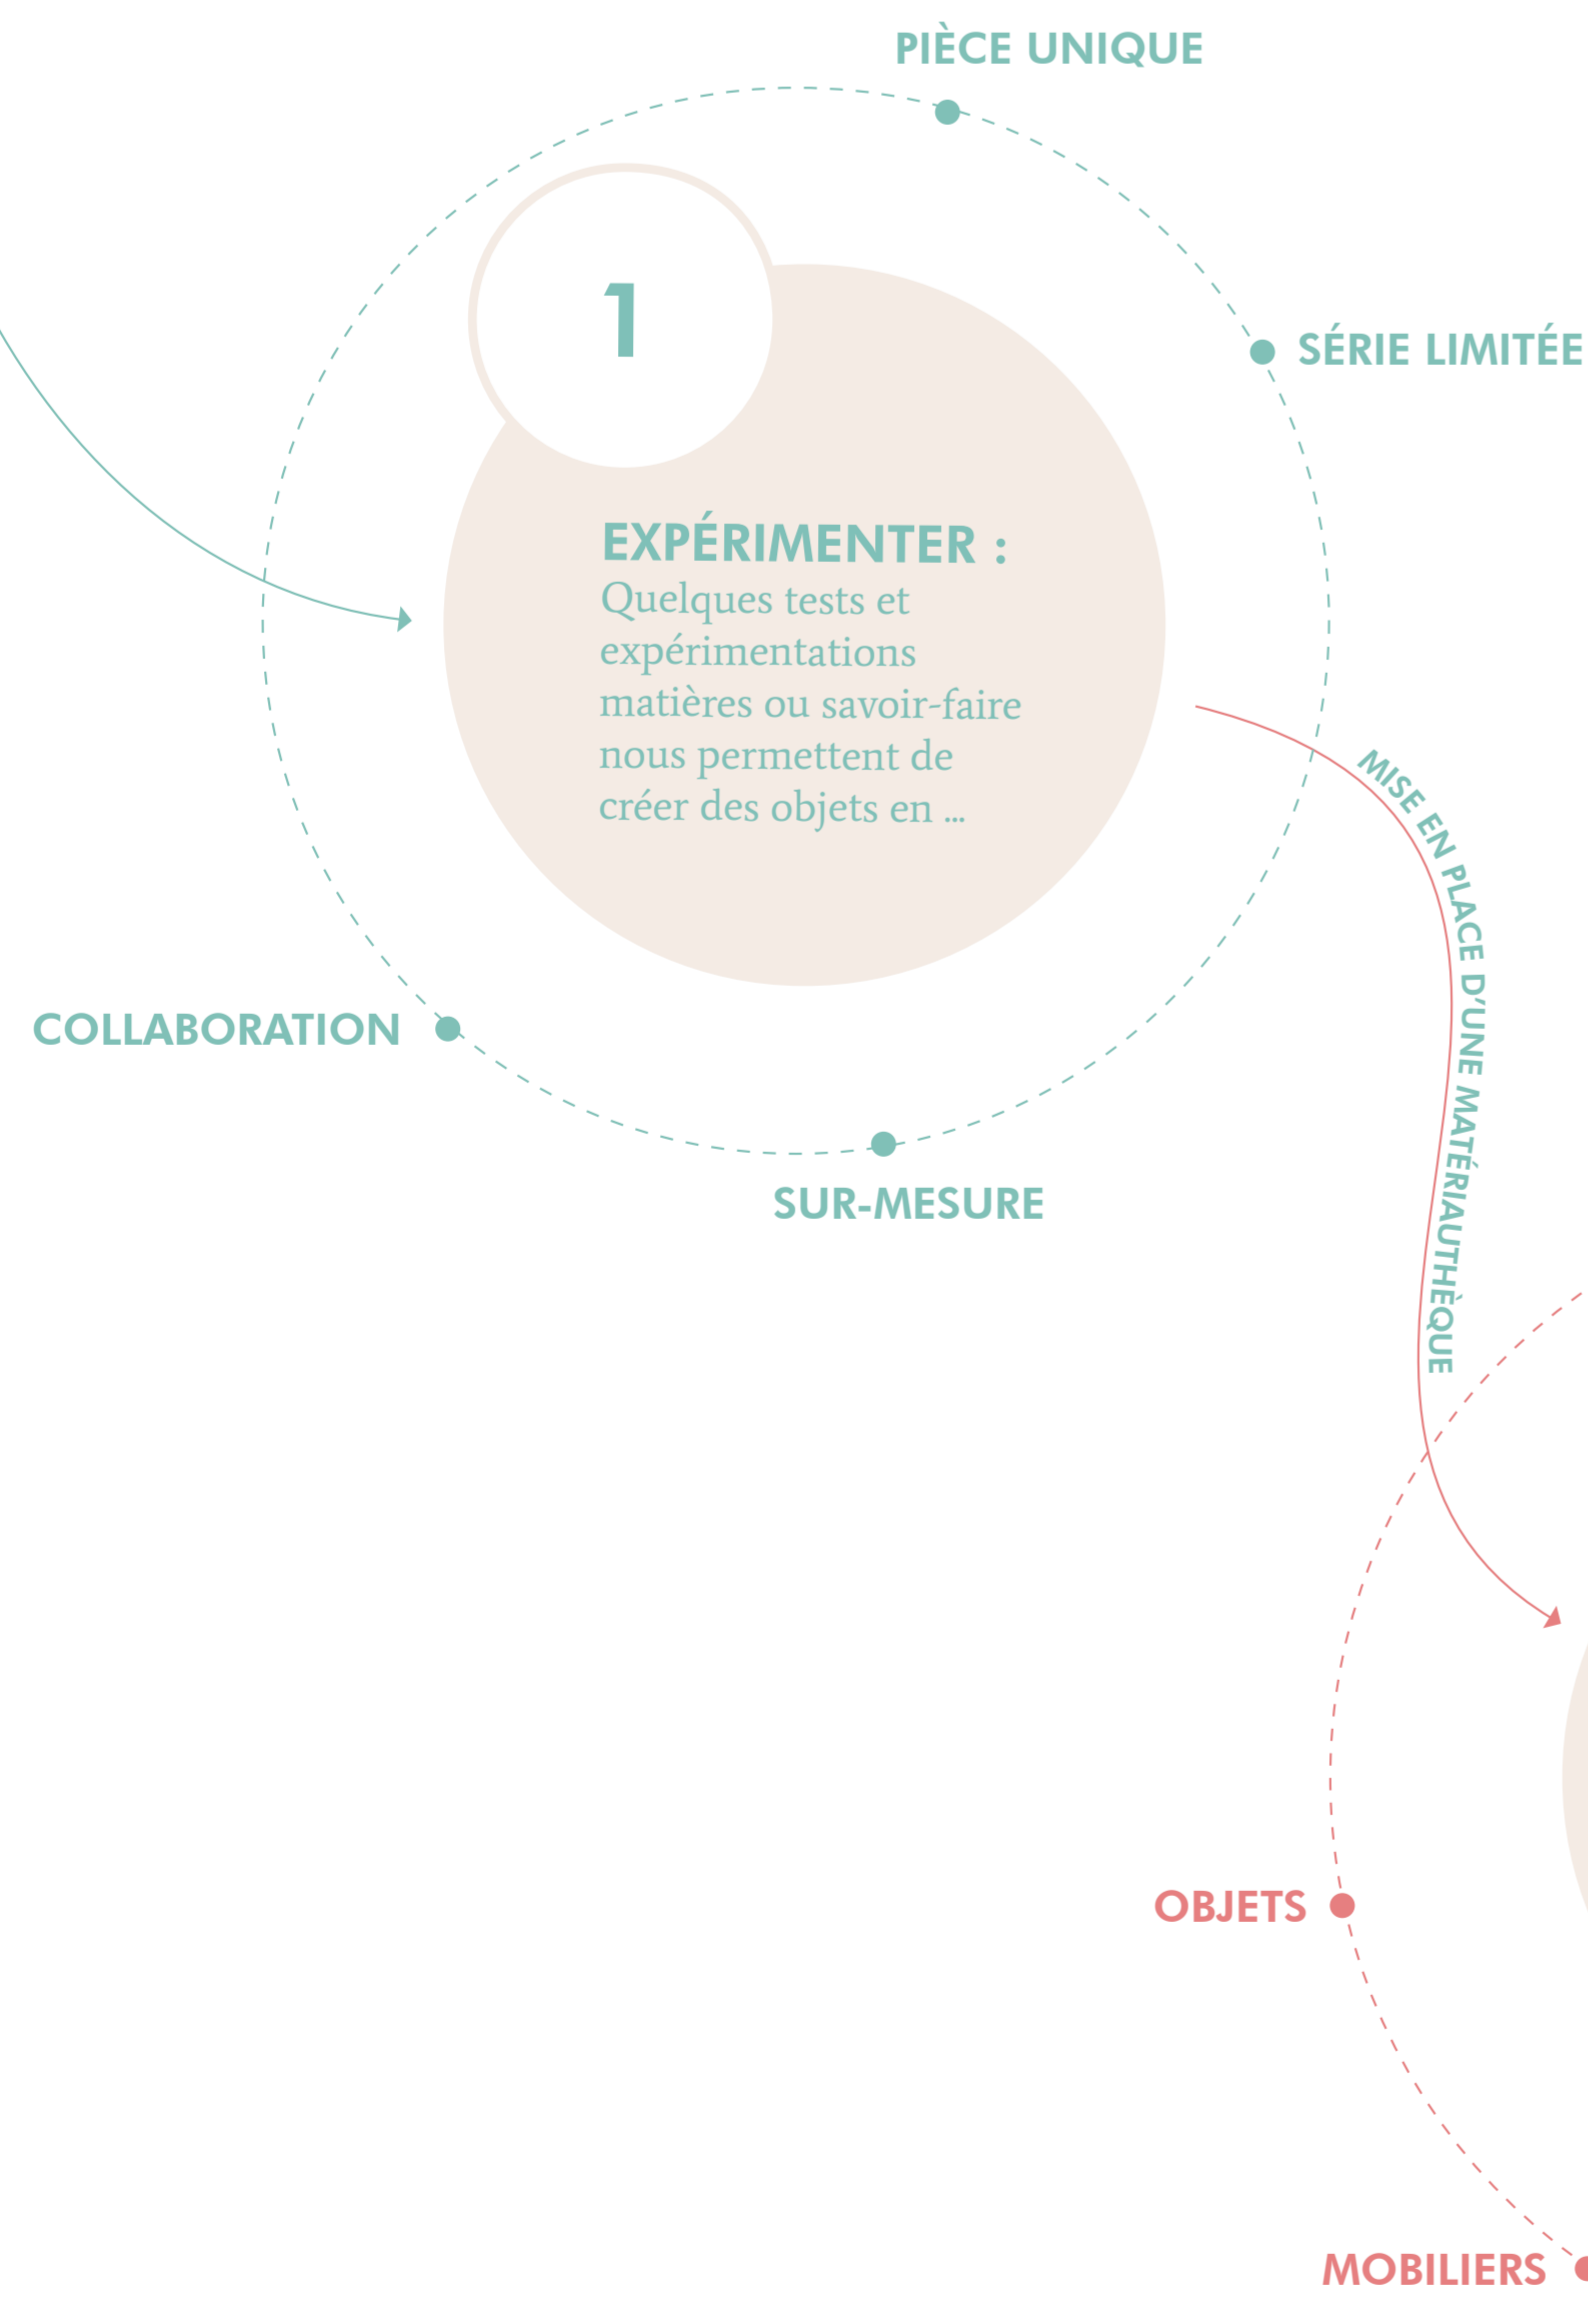 PIÈCE UNIQUE
SÉRIE LIMITÉE
1
EXPÉRIMENTER :
Quelques tests et
expérimentations
matières ou savoir-faire
nous permettent de
créer des objets en ...
MISE EN PLACE D'UNE MATÉRIAUTHÈQUE
COLLABORATION
SUR-MESURE
OBJETS
MOBILIERS